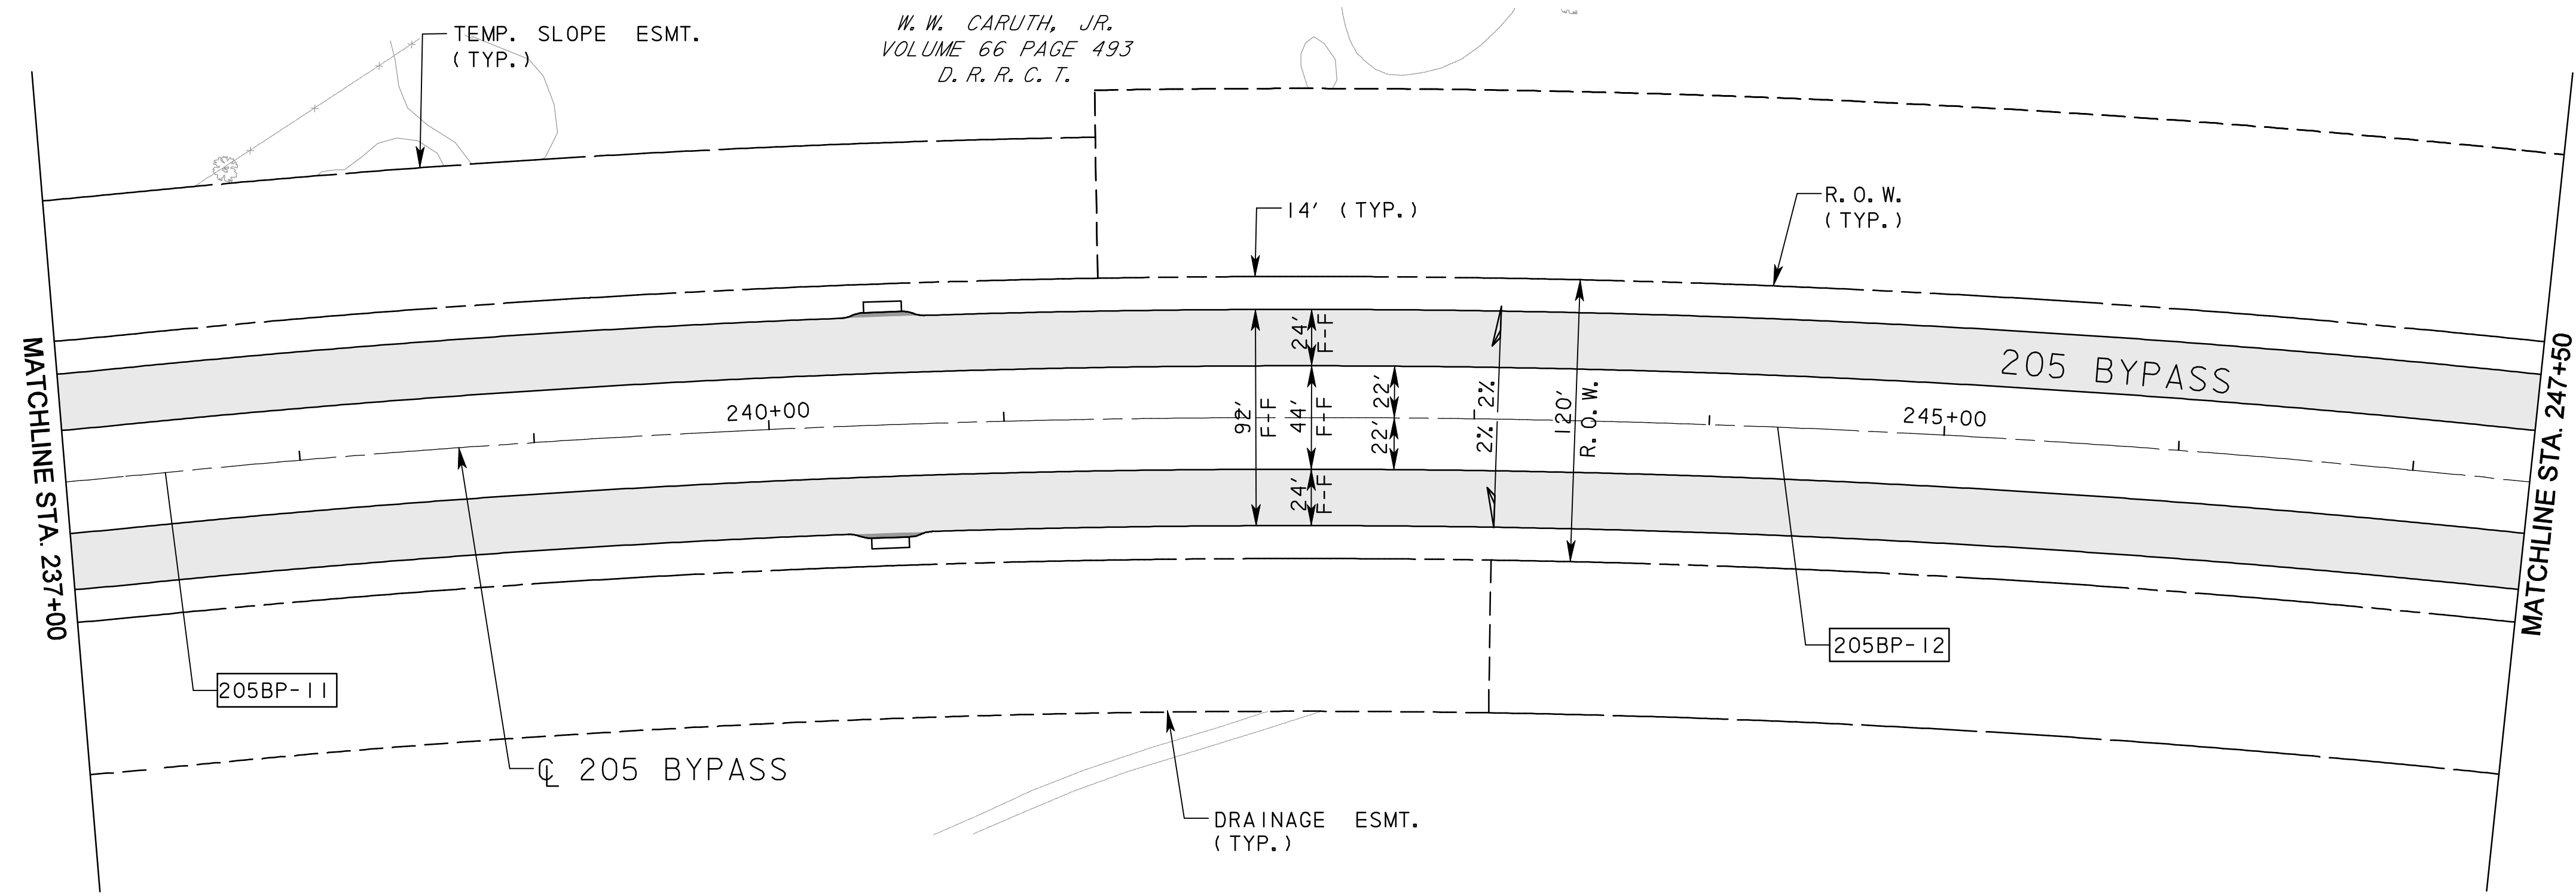 W. W. CARUTH, JR.
VOLUME 66 PAGE 493
D. R. R. C. T.
TEMP. SLOPE ESMT.
(TYP.)
14' (TYP.)
R. O. W.
(TYP.)
MATCHLINE STA. 237+00
240+00
92'
F-F
24'
F-F
44'
F-F
24'
F-F
22'
22'
2%
2%
120'
R. O. W.
205 BYPASS
245+00
MATCHLINE STA. 247+50
205BP-11
205BP-12
℄ 205 BYPASS
DRAINAGE ESMT.
(TYP.)